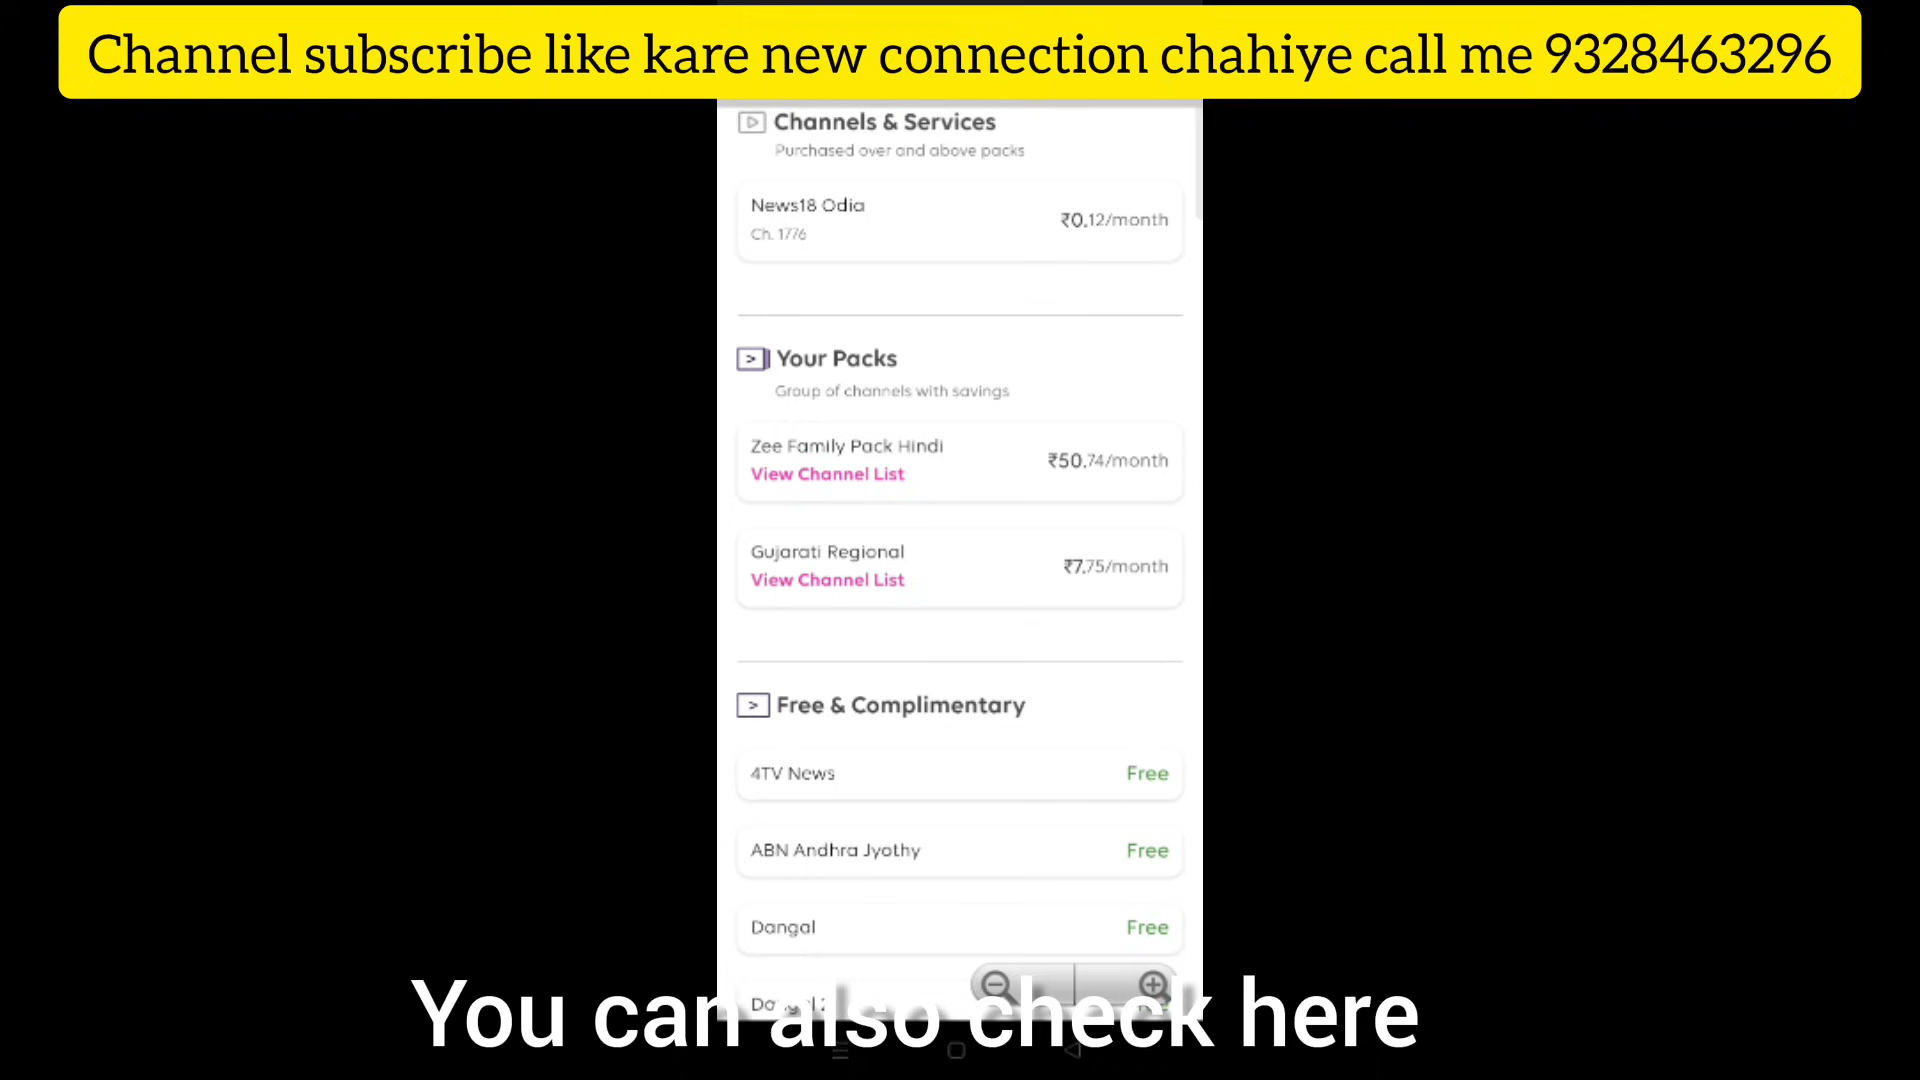 Channel subscribe like kare new connection chahiye call me 9328463296
Channels & Services
Purchased over and above packs
News18 Odia
₹0.12/month
Ch. 1776
Your Packs
Group of channels with savings
Zee Family Pack Hindi
₹50.74/month
View Channel List
Gujarati Regional
₹7.75/month
View Channel List
Free & Complimentary
4TV News
Free
ABN Andhra Jyothy
Free
Dangal
Free
You can also check here